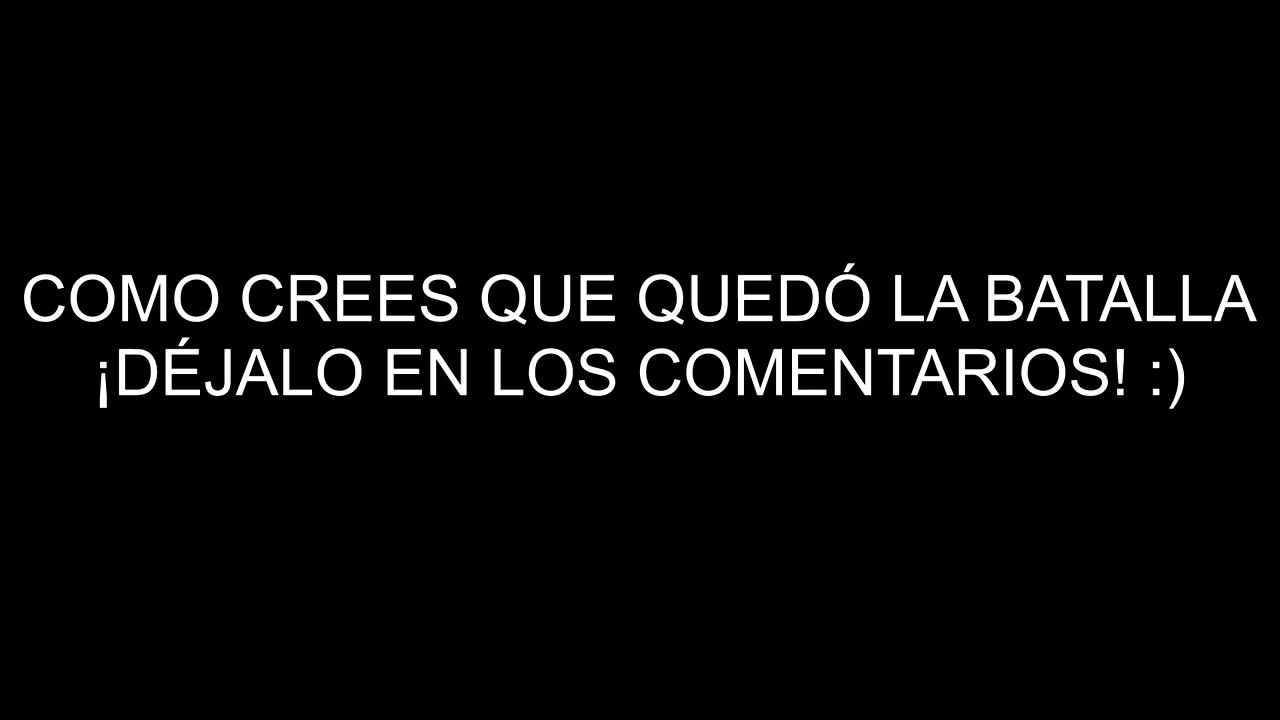 COMO CREES QUE QUEDÓ LA BATALLA
¡DÉJALO EN LOS COMENTARIOS! :)